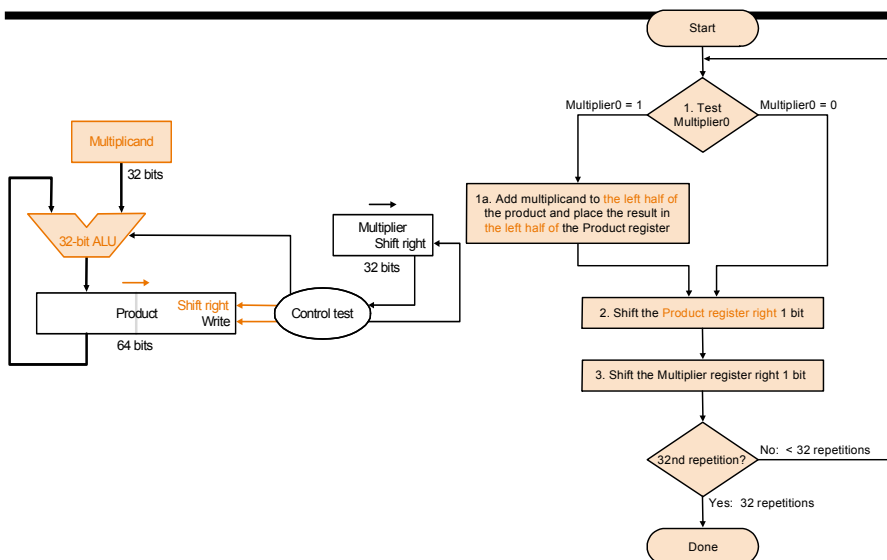 Start
Multiplier0 = 1
1. Test
Multiplier0
Multiplier0 = 0
Multiplicand
32 bits
1a. Add multiplicand to the left half of
the product and place the result in
the left half of the Product register
Multiplier
Shift right
32 bits
32-bit ALU
Product
Shift right
Write
64 bits
Control test
2. Shift the Product register right 1 bit
3. Shift the Multiplier register right 1 bit
32nd repetition?
No: < 32 repetitions
Yes: 32 repetitions
Done